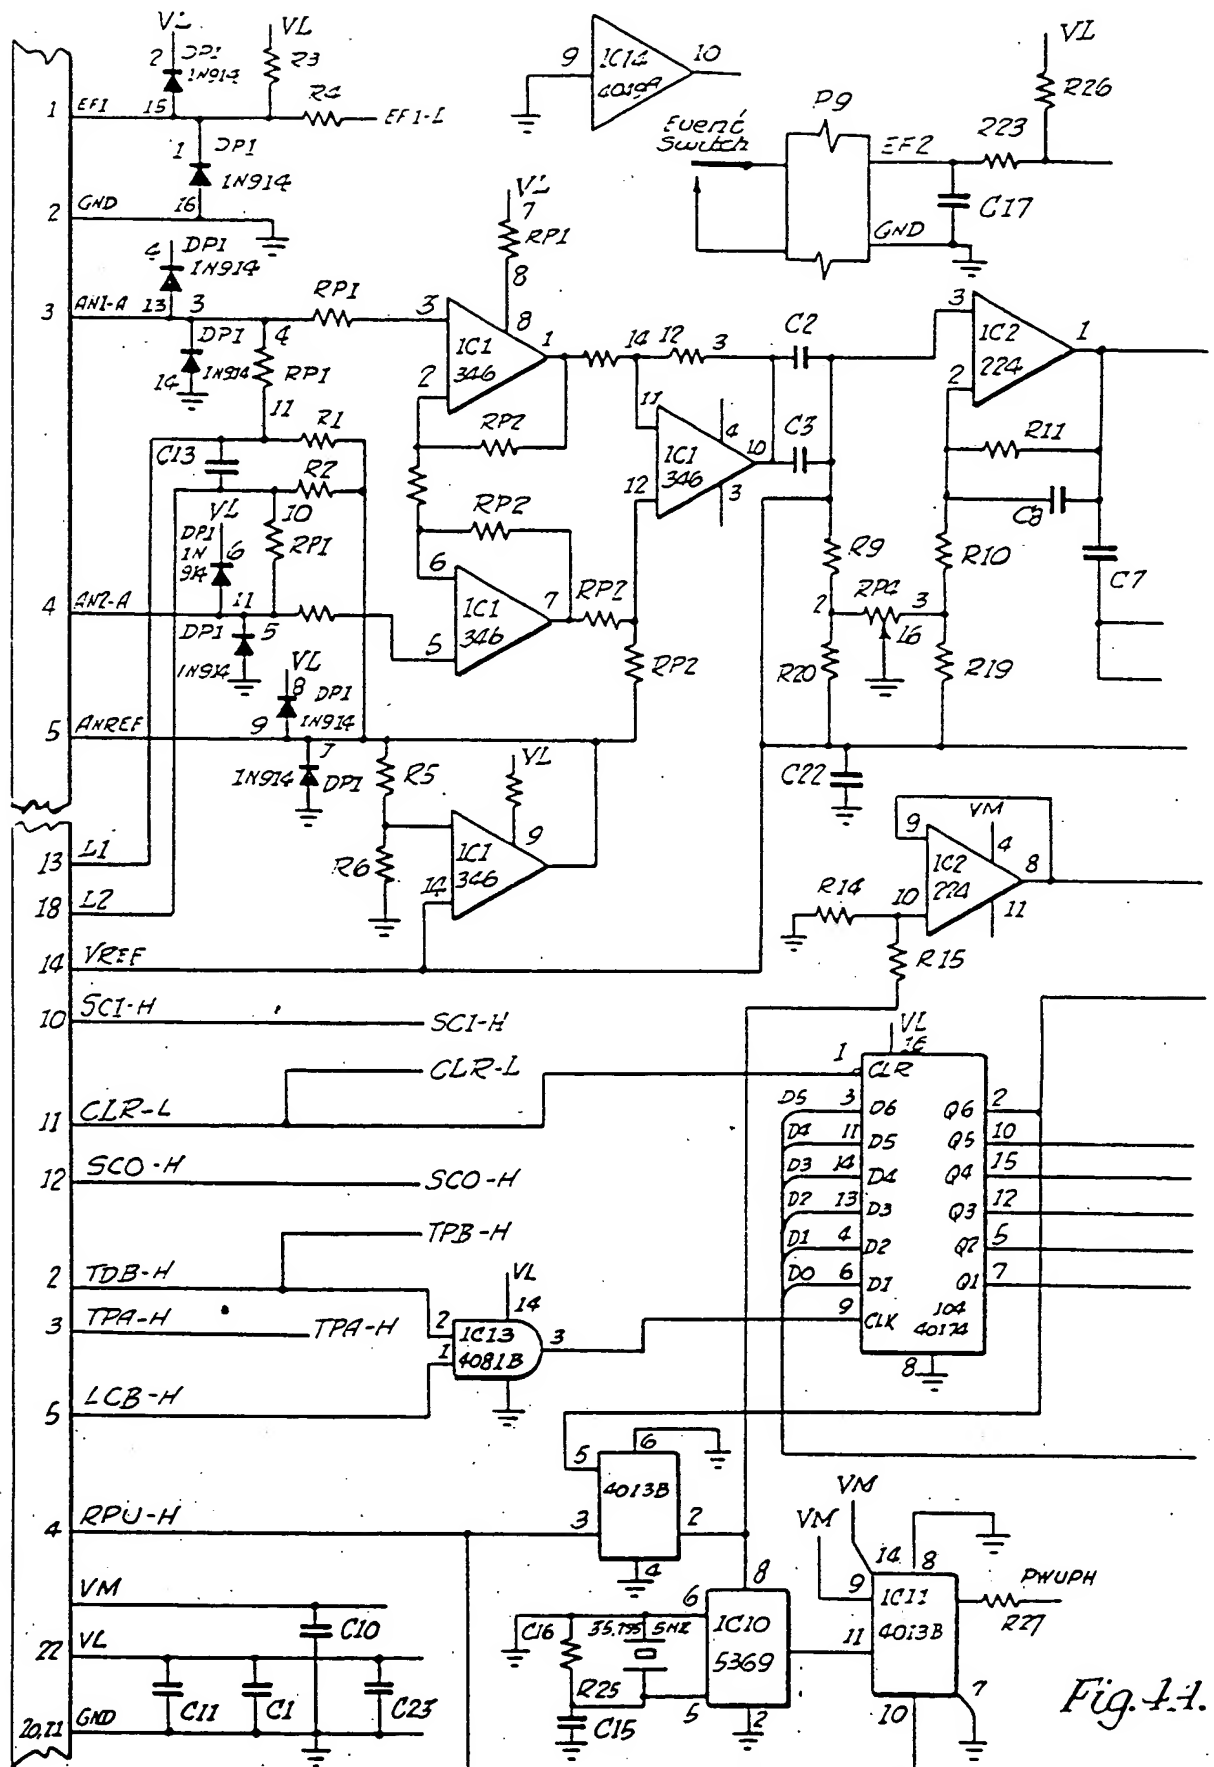 VL
2 DP1
1N914
VL
R3
R4
1 EF1 15
EF1-I
1 DP1
1N914
2 GND 16
4 DP1
1N914
3 AN1-A 13 3
DP1
14 1N914
4
RP1
11
RP1
9 IC14 10
4049A
Event
Switch
P9
EF2
GND
223
VL
R26
C17
VL
7
RP1
8
3 8
IC1
346
2
1
RP2
14 12 3
11
IC1
346
12
4
10
3
C2
C3
3
IC2
224
2
1
R11
C8
C7
R1
C13
R2
VL
10
RP1
DP1
1N
914
6
4 AN2-A 11
DP1 5
1N914
RP2
6
IC1
346
5
7
RP2
RP2
R9
R10
2 RP4 3
16
R20
R19
VL
8 DP1
1N914
5 ANREF 9
7
1N914 DP1
R5
R6
VL
9
IC1
346
14
C22
VM
9 4
IC2
224
8
10
11
R14
R15
13 L1
18 L2
14 VREF
10 SC1-H
SC1-H
CLR-L
11 CLR-L
12 SCO-H
SCO-H
TPB-H
2 TDB-H
3 TPA-H
TPA-H
5 LCB-H
VL
14
2 IC13 3
1 4081B
VL
16
1 CLR
D5 3 D6 Q6 2
D4 11 D5 Q5 10
D3 14 D4 Q4 15
D2 13 D3 Q3 12
D1 4 D2 Q2 5
D0 6 D1 Q1 7
9 CLK
104
40174
8
6
5
4013B
3 2
4
4 RPU-H
VM
C10
22 VL
C11 C1 C23
20,21 GND
C16
R25
C15
35.795 5HZ
8
6 IC10
5369
5 2
VM
VM
14 8
9 IC11
11 4013B
10 7
PWUPH
R27
Fig. 44.